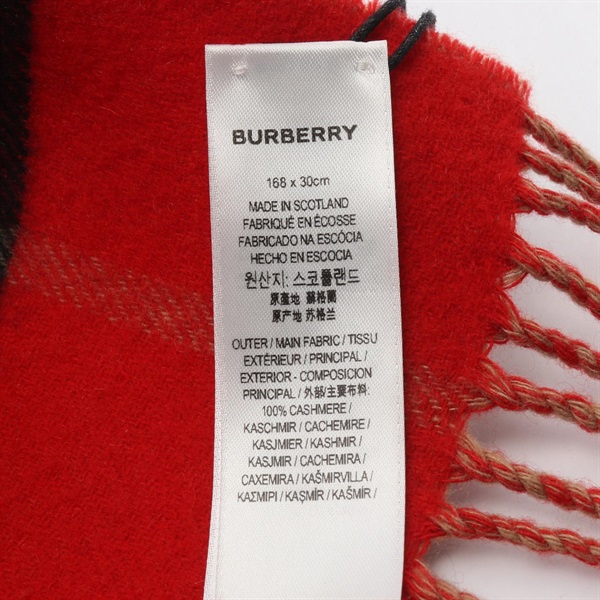 BURBERRY
168 x 30cm
MADE IN SCOTLAND
FABRIQUÉ EN ÉCOSSE
FABRICADO NA ESCÓCIA
HECHO EN ESCOCIA
원산지: 스코틀랜드
原產地 蘇格蘭
原产地 苏格兰
OUTER / MAIN FABRIC / TISSU
EXTÉRIEUR / PRINCIPAL /
EXTERIOR - COMPOSICION
PRINCIPAL / 外部/主要布料:
100% CASHMERE /
KASCHMIR / CACHEMIRE /
KASJMIER / KASHMIR /
KASJMIR / CACHEMIRA /
CAXEMIRA / KAŠMIRVILLA /
ΚΑΣΜΙΡΙ / KAŞMİR / KAŠMÍR /